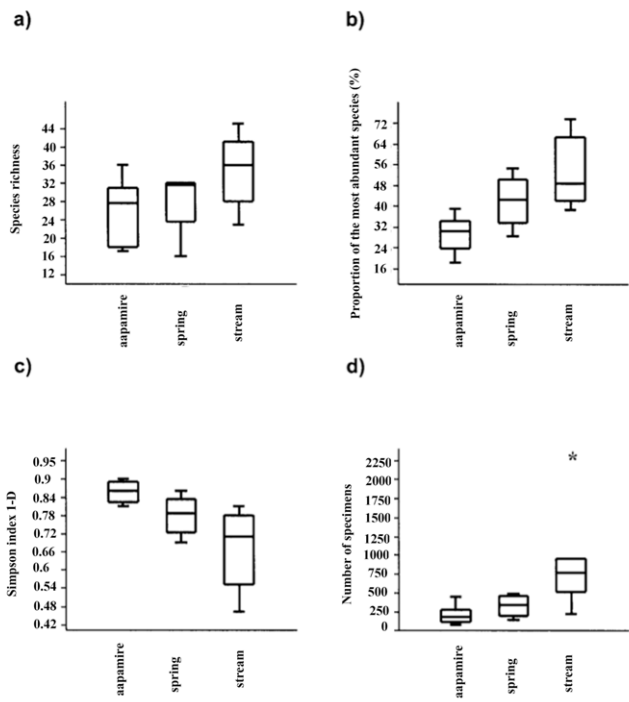 a)
Species richness
44
40
36
32
28
24
20
16
12
aapamire
spring
stream
b)
Proportion of the most abundant species (%)
72
64
56
48
40
32
24
16
aapamire
spring
stream
c)
Simpson index 1-D
0.95
0.9
0.84
0.78
0.72
0.66
0.6
0.54
0.48
0.42
aapamire
spring
stream
d)
Number of specimens
2250
2000
1750
1500
1250
1000
750
500
250
0
*
aapamire
spring
stream